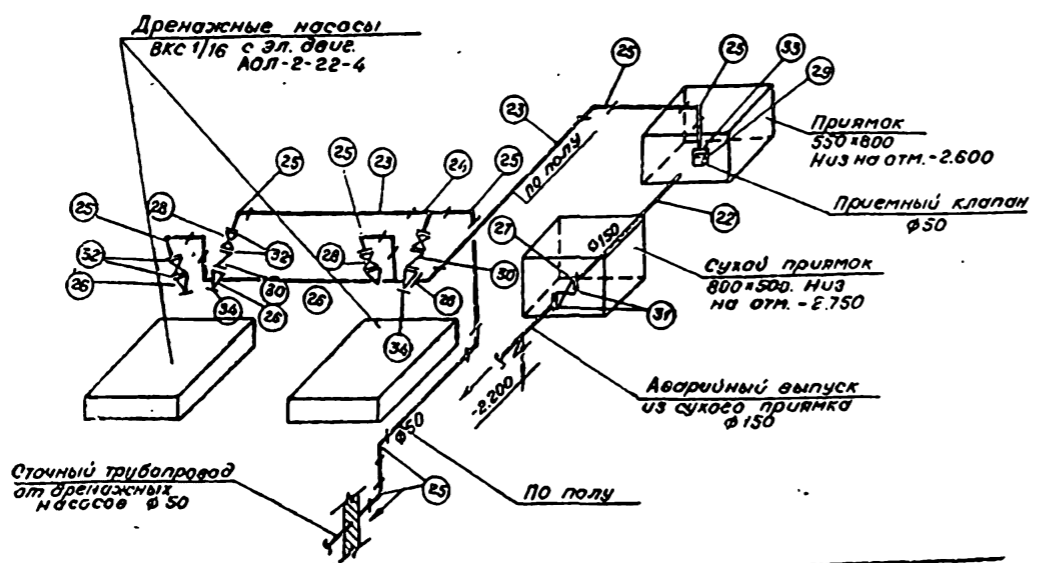 Дренажные насосы
ВКС 1/16 с эл. двиг.
АОЛ-2-22-4
25
33
29
25
23
Приямок
550×800
Низ на отм.-2.600
по полу
25
24
23
25
25
28
25
32
26
28
32
30
26
34
26
28
30
28
34
Приемный клапан
ф50
22
27
ф150
Сухой приямок
800×500. Низ
на отм. -2.750
31
-2.200
Аварийный выпуск
из сухого приямка
ф150
ф50
Сточный трубопровод
от дренажных
насосов ф50
25
По полу